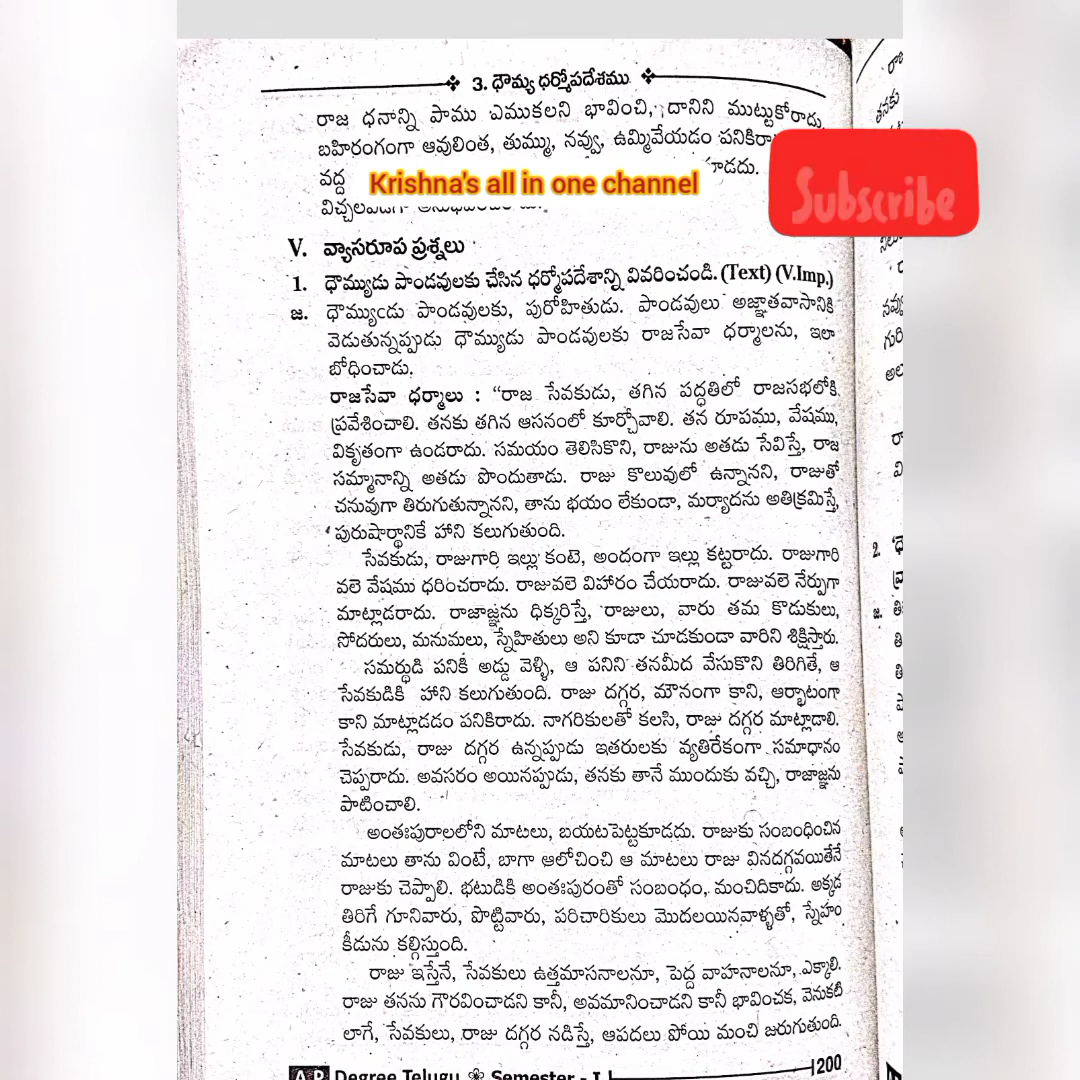 3. ధౌమ్య ధర్మోపదేశము
రాజ ధనాన్ని పాము ఎముకలని భావించి, దానిని ముట్టుకోరాదు.
బహిరంగంగా ఆవులింత, తుమ్ము, నవ్వు, ఉమ్మివేయడం
వద్ద
Krishna's all in one channel
Subscribe
V. వ్యాసరూప ప్రశ్నలు
1. ధౌమ్యుడు పాండవులకు చేసిన ధర్మోపదేశాన్ని వివరించండి. (Text) (V.Imp.)
జ. ధౌమ్యుండు పాండవులకు, పురోహితుడు. పాండవులు అజ్ఞాతవాసానికి
వెడుతున్నప్పుడు ధౌమ్యుడు పాండవులకు రాజసేవా ధర్మాలను, ఇలా
బోధించాడు.
రాజసేవా ధర్మాలు : "రాజ సేవకుడు, తగిన పద్ధతిలో రాజసభలోకి
ప్రవేశించాలి. తనకు తగిన ఆసనంలో కూర్చోవాలి. తన రూపము, వేషము,
వికృతంగా ఉండరాదు. సమయం తెలిసికొని, రాజును అతడు సేవిస్తే, రాజ
సమ్మానాన్ని అతడు పొందుతాడు. రాజు కొలువులో ఉన్నానని, రాజుతో
చనువుగా తిరుగుతున్నానని, తాను భయం లేకుండా, మర్యాదను అతిక్రమిస్తే,
పురుషార్థానికే హాని కలుగుతుంది.
సేవకుడు, రాజుగారి ఇల్లు కంటె, అందంగా ఇల్లు కట్టరాదు. రాజుగారి
వలె వేషము ధరించరాదు. రాజువలె విహారం చేయరాదు. రాజువలె నేర్పుగా
మాట్లాడరాదు. రాజాజ్ఞను ధిక్కరిస్తే, రాజులు, వారు తమ కొడుకులు,
సోదరులు, మనుమలు, స్నేహితులు అని కూడా చూడకుండా వారిని శిక్షిస్తారు.
సమర్థుడి పనికి అడ్డు వెళ్ళి, ఆ పనిని తనమీద వేసుకొని తిరిగితే, ఆ
సేవకుడికి హాని కలుగుతుంది. రాజు దగ్గర, మౌనంగా కాని, ఆర్భాటంగా
కాని మాట్లాడడం పనికిరాదు. నాగరికులతో కలసి, రాజు దగ్గర మాట్లాడాలి.
సేవకుడు, రాజు దగ్గర ఉన్నప్పుడు ఇతరులకు వ్యతిరేకంగా సమాధానం
చెప్పరాదు. అవసరం అయినప్పుడు, తనకు తానే ముందుకు వచ్చి, రాజాజ్ఞను
పాటించాలి.
అంతఃపురాలలోని మాటలు, బయటపెట్టకూడదు. రాజుకు సంబంధించిన
మాటలు తాను వింటే, బాగా ఆలోచించి ఆ మాటలు రాజు వినదగ్గవయితేనే
రాజుకు చెప్పాలి. భటుడికి అంతఃపురంతో సంబంధం, మంచిదికాదు. అక్కడ
తిరిగే గూనివారు, పొట్టివారు, పరిచారికులు మొదలయినవాళ్ళతో, స్నేహం
కీడును కల్గిస్తుంది.
రాజు ఇస్తేనే, సేవకులు ఉత్తమాసనాలనూ, పెద్ద వాహనాలనూ, ఎక్కాలి.
రాజు తనను గౌరవించాడని కానీ, అవమానించాడని కానీ భావించక, వెనుకటి
లాగే, సేవకులు, రాజు దగ్గర నడిస్తే, ఆపదలు పోయి మంచి జరుగుతుంది.
A.P. Degree Telugu Semester - I 200